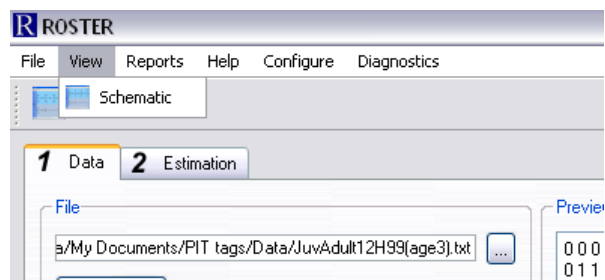 R ROSTER
File View Reports Help Configure Diagnostics
Schematic
1 Data 2 Estimation
File
a/My Documents/PIT tags/Data/JuvAdult12H99(age3).txt ...
Preview
0 0 0
0 1 1